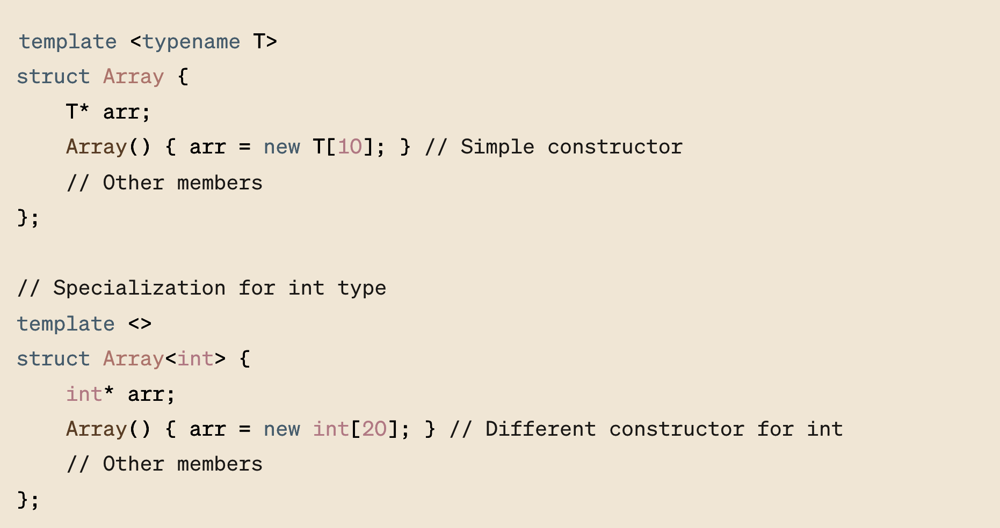 template <typename T>
struct Array {
    T* arr;
    Array() { arr = new T[10]; } // Simple constructor
    // Other members
};

// Specialization for int type
template <>
struct Array<int> {
    int* arr;
    Array() { arr = new int[20]; } // Different constructor for int
    // Other members
};